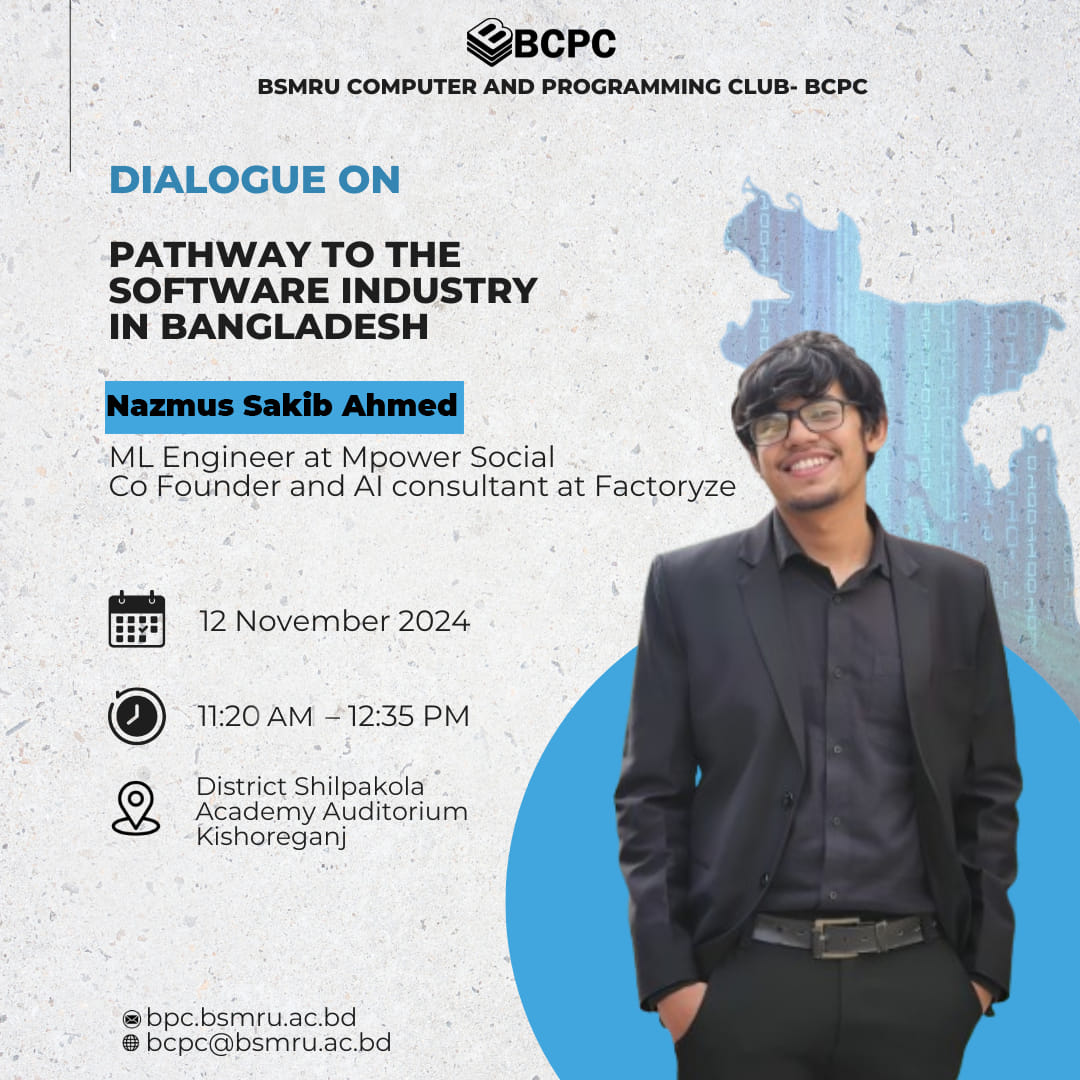 BCPC
BSMRU COMPUTER AND PROGRAMMING CLUB- BCPC
DIALOGUE ON
PATHWAY TO THE
SOFTWARE INDUSTRY
IN BANGLADESH
Nazmus Sakib Ahmed
ML Engineer at Mpower Social
Co Founder and AI consultant at Factoryze
12 November 2024
11:20 AM – 12:35 PM
District Shilpakola
Academy Auditorium
Kishoreganj
bpc.bsmru.ac.bd
bcpc@bsmru.ac.bd